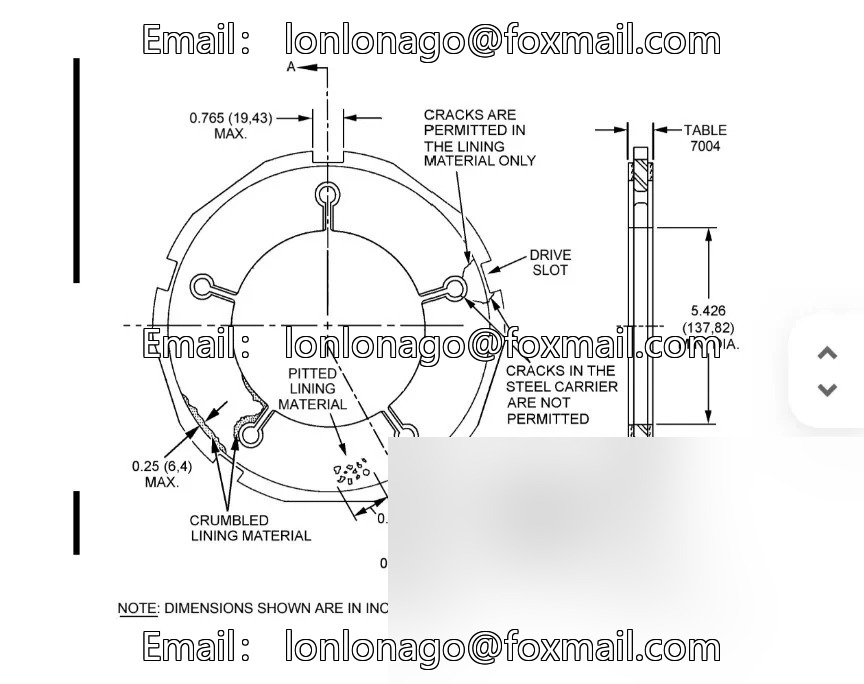 Email： lonlonago@foxmail.com
A
0.765 (19,43)
MAX.
CRACKS ARE
PERMITTED IN
THE LINING
MATERIAL ONLY
TABLE
7004
DRIVE
SLOT
5.426
(137,82)
DIA.
Email： lonlonago@foxmail.com
PITTED
LINING
MATERIAL
CRACKS IN THE
STEEL CARRIER
ARE NOT
PERMITTED
0.25 (6,4)
MAX.
CRUMBLED
LINING MATERIAL
0.
0
NOTE: DIMENSIONS SHOWN ARE IN INC
Email： lonlonago@foxmail.com